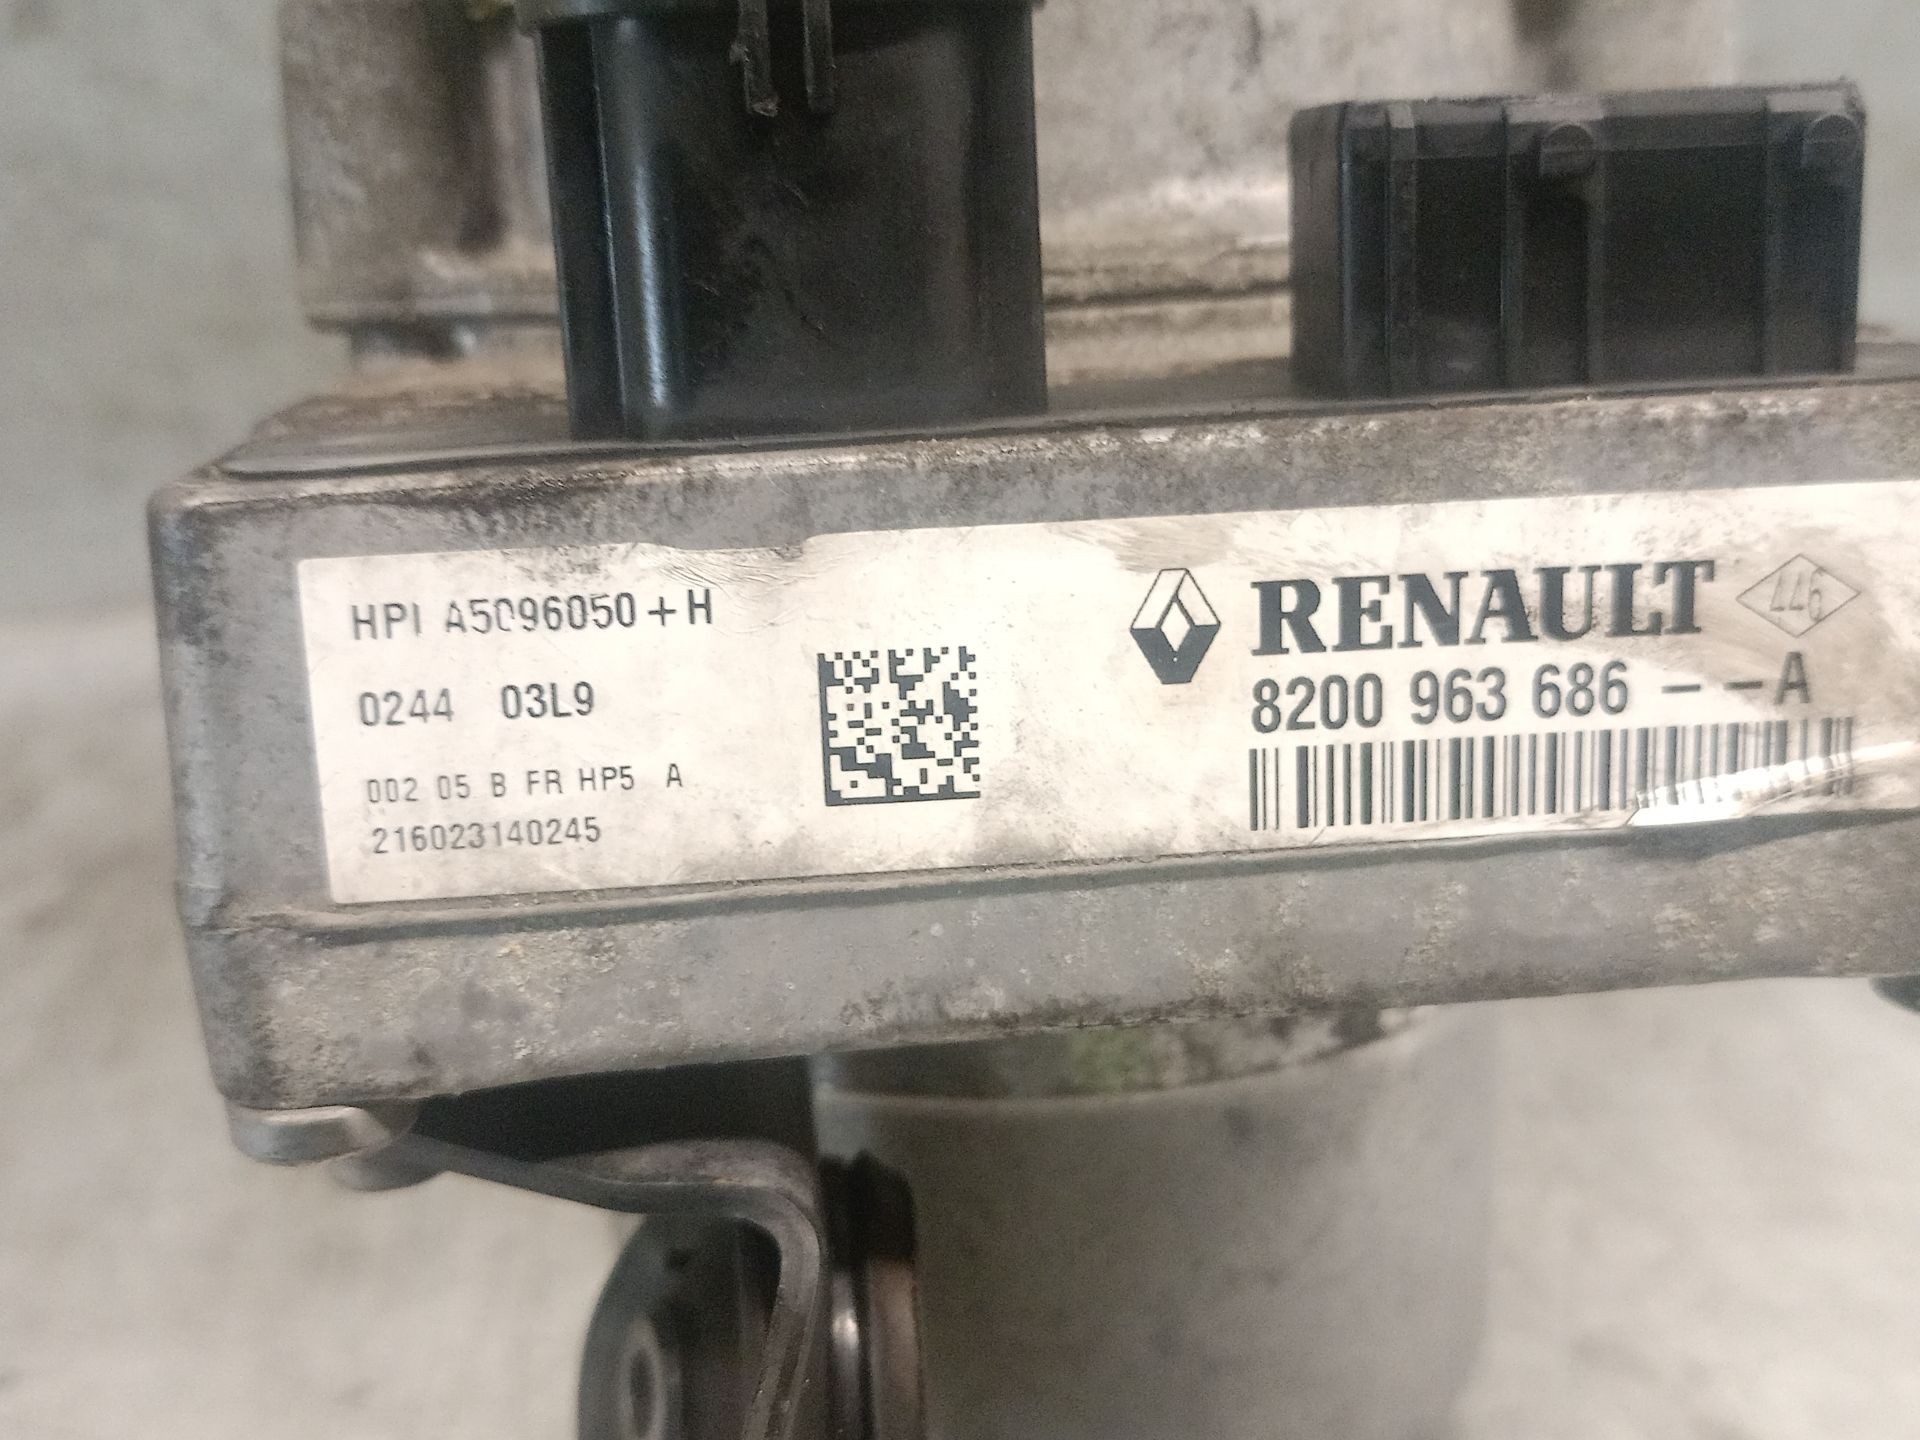 HPI A5096050+H
0244 03L9
002 05 B FR HP5 A
216023140245
RENAULT 446
8200 963 686 --A